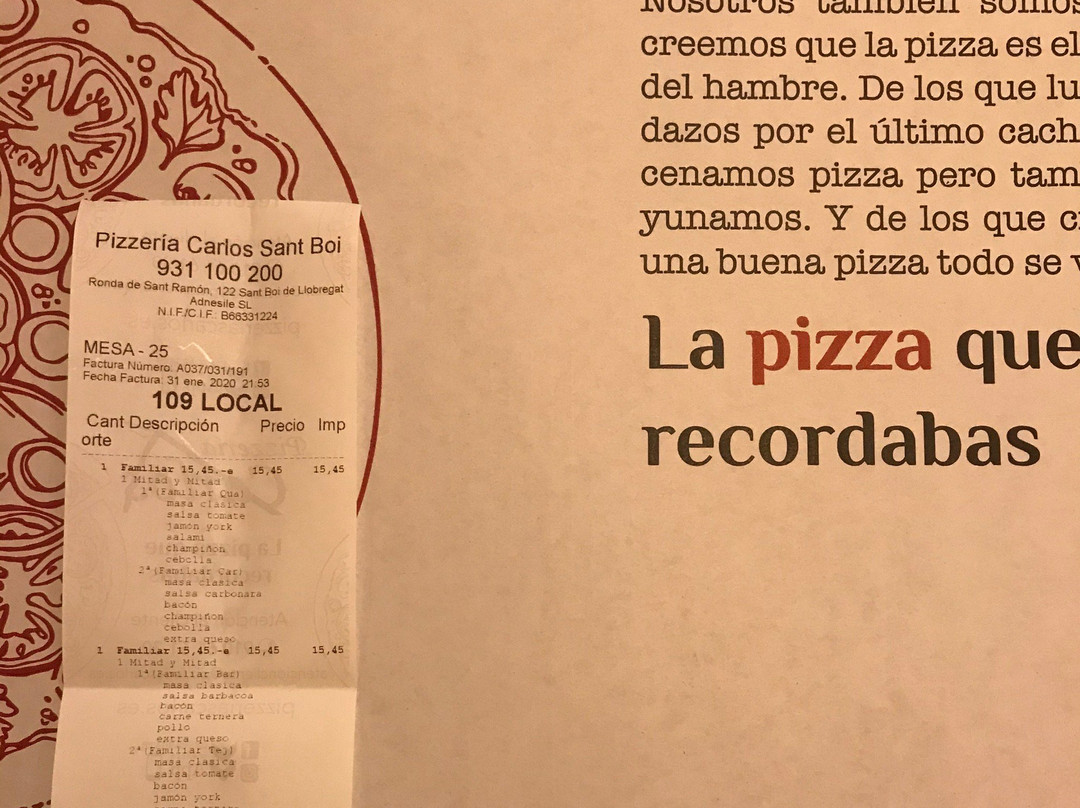 Nosotros también somos
creemos que la pizza es el
del hambre. De los que lu
dazos por el último cach
cenamos pizza pero tam
yunamos. Y de los que c
una buena pizza todo se v
La pizza que
recordabas
Pizzería Carlos Sant Boi
931 100 200
Ronda de Sant Ramón, 122 Sant Boi de Llobregat
Adnesile SL
N.I.F./C.I.F.: B66331224
MESA - 25
Factura Número. A037/031/191
Fecha Factura: 31 ene. 2020 21:53
109 LOCAL
Cant Descripción Precio Imp
orte
1 Familiar 15,45.-e 15,45 15,45
1 Mitad y Mitad
1ª(Familiar Qua)
masa clasica
salsa tomate
jamón york
salami
champiñon
cebolla
2ª(Familiar Car)
masa clasica
salsa carbonara
bacón
champiñon
cebolla
extra queso
1 Familiar 15,45.-e 15,45 15,45
1 Mitad y Mitad
1ª(Familiar Bar)
masa clasica
salsa barbacoa
bacón
carne ternera
pollo
extra queso
2ª(Familiar Tej)
masa clasica
salsa tomate
bacón
jamón york